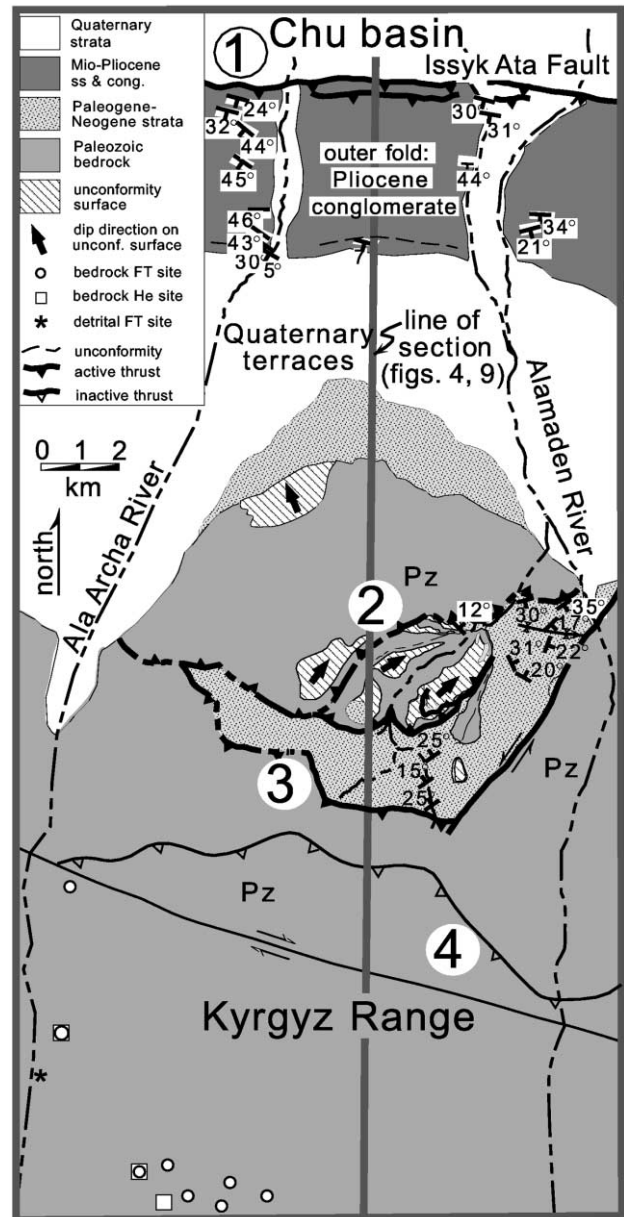 Quaternary
strata
Mio-Pliocene
ss & cong.
Paleogene-
Neogene strata
Paleozoic
bedrock
unconformity
surface
dip direction on
unconf. surface
bedrock FT site
bedrock He site
detrital FT site
unconformity
active thrust
inactive thrust
0 1 2
km
north
1
Chu basin
Issyk Ata Fault
24°
32°
44°
45°
46°
43°
30°
5°
outer fold:
Pliocene
conglomerate
7
30°
31°
44°
34°
21°
Quaternary
terraces
line of
section
(figs. 4, 9)
Ala Archa River
Alamaden River
Pz
2
12°
30°
35°
17°
31°
22°
20°
3
25°
15
25
Pz
Pz
4
Kyrgyz Range